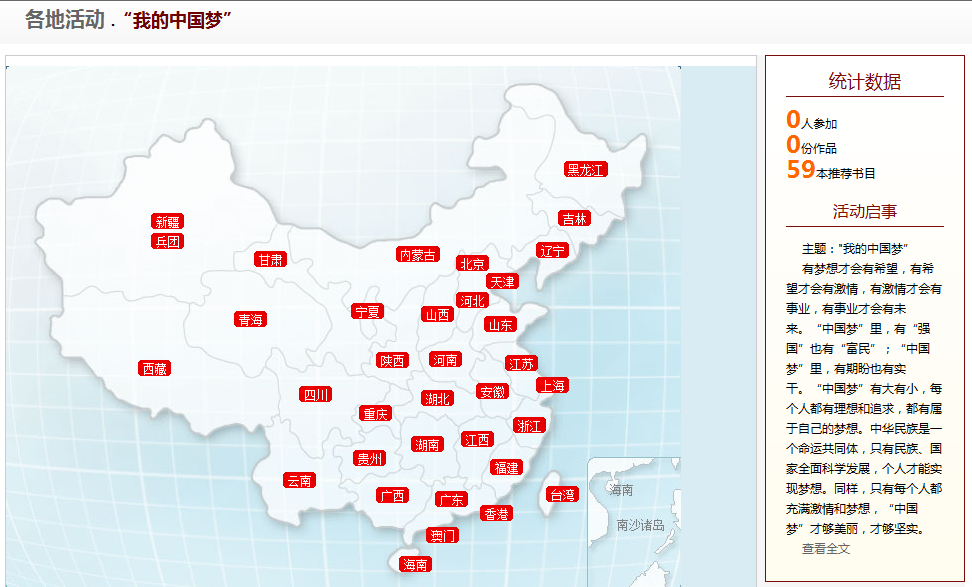 各地活动 . “我的中国梦”
黑龙江
吉林
新疆
兵团
辽宁
内蒙古
甘肃
北京
天津
河北
宁夏
山西
青海
山东
陕西
河南
江苏
西藏
上海
安徽
四川
湖北
重庆
浙江
江西
湖南
贵州
福建
云南
广西
台湾
广东
香港
澳门
海南
海南
南沙诸岛
统计数据
0人参加
0份作品
59本推荐书目
活动启事
主题："我的中国梦”
有梦想才会有希望，有希
望才会有激情，有激情才会有
事业，有事业才会有未
来。“中国梦”里，有“强
国”也有“富民”；“中国
梦”里，有期盼也有实
干。“中国梦”有大有小，每
个人都有理想和追求，都有属
于自己的梦想。中华民族是一
个命运共同体，只有民族、国
家全面科学发展，个人才能实
现梦想。同样，只有每个人都
充满激情和梦想，“中国
梦”才够美丽，才够坚实。
查看全文